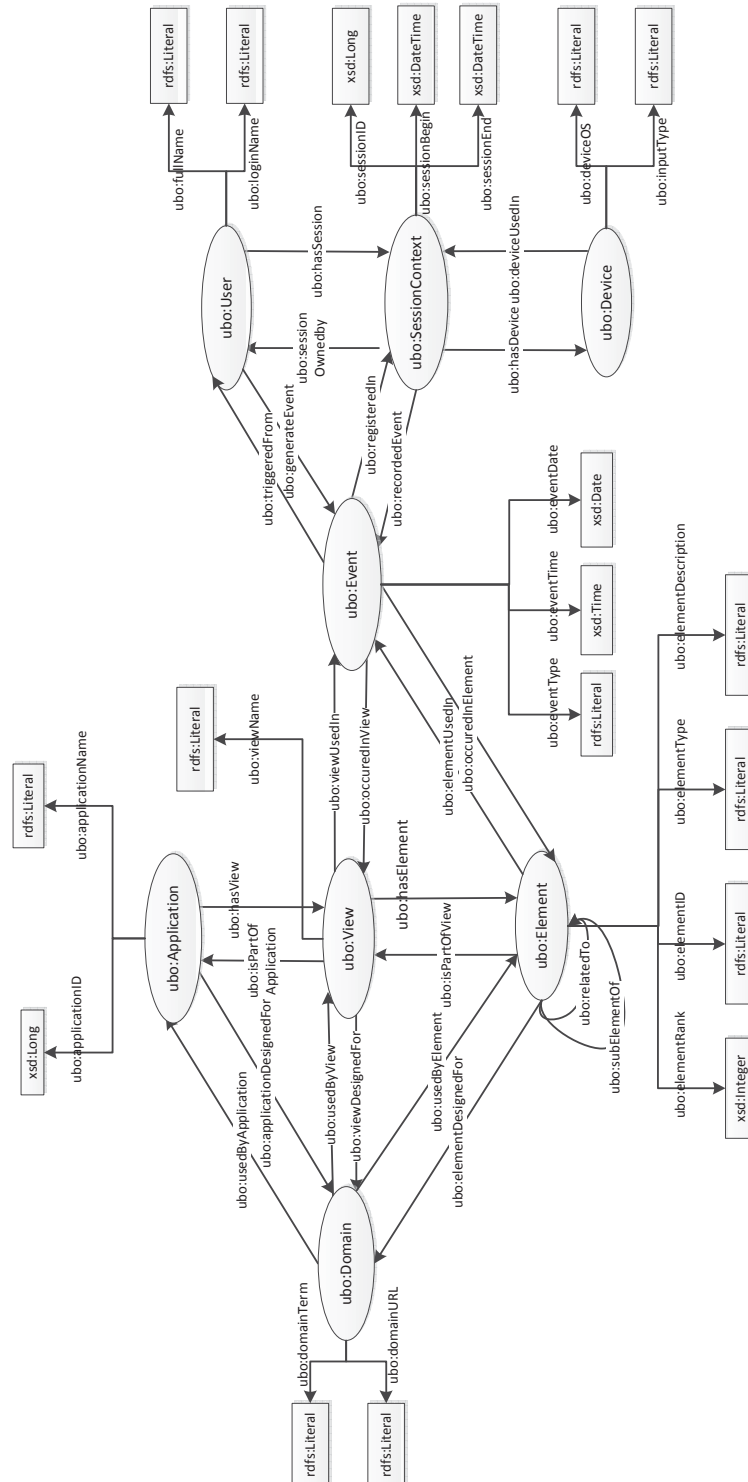 xsd:Long
ubo:applicationID
rdfs:Literal
ubo:applicationName
ubo:Application
rdfs:Literal
ubo:viewName
ubo:usedByApplication
ubo:applicationDesignedFor
ubo:isPartOf
Application
ubo:hasView
rdfs:Literal
ubo:domainTerm
ubo:domainURL
rdfs:Literal
ubo:Domain
ubo:usedByView
ubo:viewDesignedFor
ubo:View
ubo:viewUsedIn
ubo:occuredInView
ubo:Event
ubo:triggeredFrom
ubo:generateEvent
ubo:registeredIn
ubo:recordedEvent
ubo:User
ubo:fullName
rdfs:Literal
ubo:loginName
rdfs:Literal
ubo:session
Ownedby
ubo:hasSession
ubo:SessionContext
ubo:sessionID
xsd:Long
ubo:sessionBegin
xsd:DateTime
ubo:sessionEnd
xsd:DateTime
ubo:hasDevice
ubo:deviceUsedIn
ubo:Device
ubo:deviceOS
rdfs:Literal
ubo:inputType
rdfs:Literal
ubo:usedByElement
ubo:elementDesignedFor
ubo:isPartOfView
ubo:hasElement
ubo:elementUsedIn
ubo:occuredInElement
ubo:eventType
rdfs:Literal
ubo:eventTime
xsd:Time
ubo:eventDate
xsd:Date
ubo:Element
ubo:relatedTo
ubo:subElementOf
ubo:elementRank
xsd:Integer
ubo:elementID
rdfs:Literal
ubo:elementType
rdfs:Literal
ubo:elementDescription
rdfs:Literal